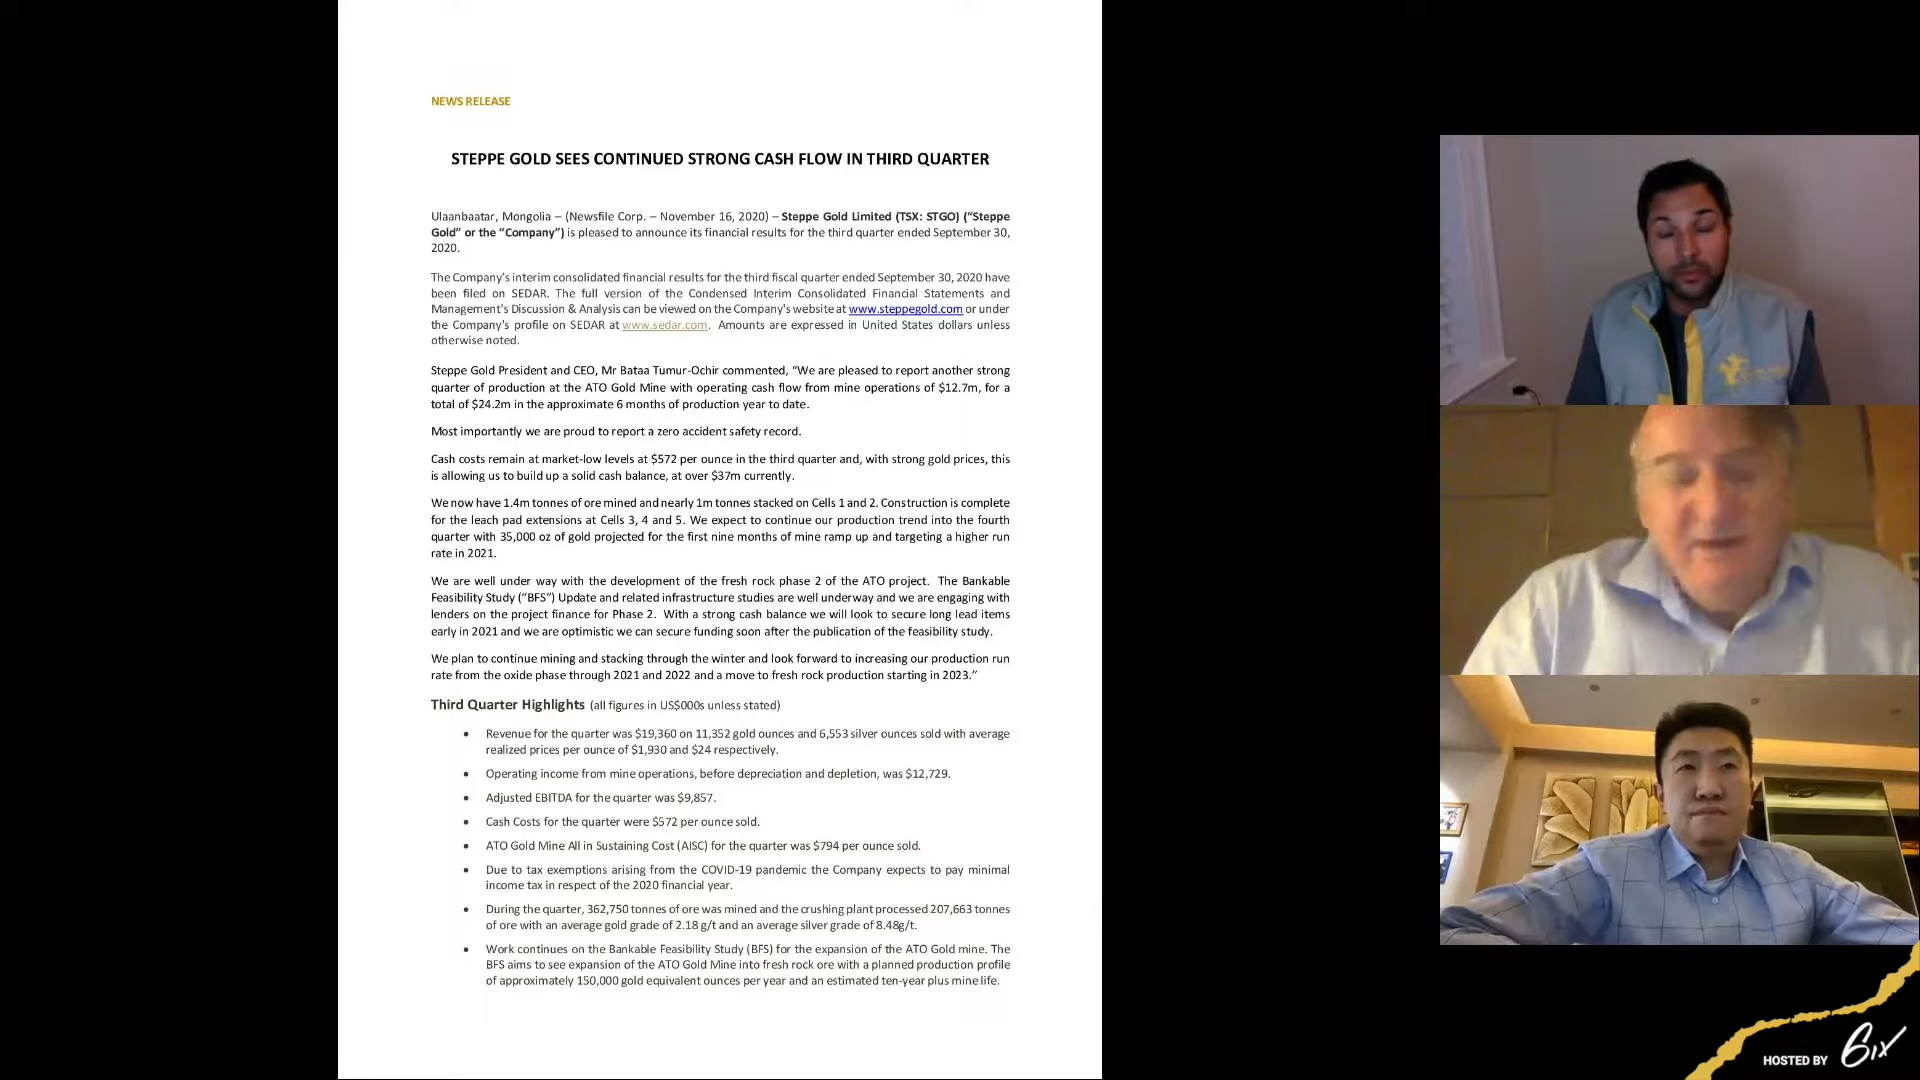 NEWS RELEASE
STEPPE GOLD SEES CONTINUED STRONG CASH FLOW IN THIRD QUARTER
Ulaanbaatar, Mongolia – (Newsfile Corp. – November 16, 2020) – Steppe Gold Limited (TSX: STGO) (“Steppe
Gold” or the “Company”) is pleased to announce its financial results for the third quarter ended September 30,
2020.
The Company’s interim consolidated financial results for the third fiscal quarter ended September 30, 2020 have
been filed on SEDAR. The full version of the Condensed Interim Consolidated Financial Statements and
Management's Discussion & Analysis can be viewed on the Company's website at www.steppegold.com or under
the Company's profile on SEDAR at www.sedar.com. Amounts are expressed in United States dollars unless
otherwise noted.
Steppe Gold President and CEO, Mr Bataa Tumur-Ochir commented, “We are pleased to report another strong
quarter of production at the ATO Gold Mine with operating cash flow from mine operations of $12.7m, for a
total of $24.2m in the approximate 6 months of production year to date.
Most importantly we are proud to report a zero accident safety record.
Cash costs remain at market-low levels at $572 per ounce in the third quarter and, with strong gold prices, this
is allowing us to build up a solid cash balance, at over $37m currently.
We now have 1.4m tonnes of ore mined and nearly 1m tonnes stacked on Cells 1 and 2. Construction is complete
for the leach pad extensions at Cells 3, 4 and 5. We expect to continue our production trend into the fourth
quarter with 35,000 oz of gold projected for the first nine months of mine ramp up and targeting a higher run
rate in 2021.
We are well under way with the development of the fresh rock phase 2 of the ATO project. The Bankable
Feasibility Study (“BFS”) Update and related infrastructure studies are well underway and we are engaging with
lenders on the project finance for Phase 2. With a strong cash balance we will look to secure long lead items
early in 2021 and we are optimistic we can secure funding soon after the publication of the feasibility study.
We plan to continue mining and stacking through the winter and look forward to increasing our production run
rate from the oxide phase through 2021 and 2022 and a move to fresh rock production starting in 2023.”
Third Quarter Highlights (all figures in US$000s unless stated)
• Revenue for the quarter was $19,360 on 11,352 gold ounces and 6,553 silver ounces sold with average
realized prices per ounce of $1,930 and $24 respectively.
• Operating income from mine operations, before depreciation and depletion, was $12,729.
• Adjusted EBITDA for the quarter was $9,857.
• Cash Costs for the quarter were $572 per ounce sold.
• ATO Gold Mine All in Sustaining Cost (AISC) for the quarter was $794 per ounce sold.
• Due to tax exemptions arising from the COVID-19 pandemic the Company expects to pay minimal
income tax in respect of the 2020 financial year.
• During the quarter, 362,750 tonnes of ore was mined and the crushing plant processed 207,663 tonnes
of ore with an average gold grade of 2.18 g/t and an average silver grade of 8.48g/t.
• Work continues on the Bankable Feasibility Study (BFS) for the expansion of the ATO Gold mine. The
BFS aims to see expansion of the ATO Gold Mine into fresh rock ore with a planned production profile
of approximately 150,000 gold equivalent ounces per year and an estimated ten-year plus mine life.
HOSTED BY 6ix